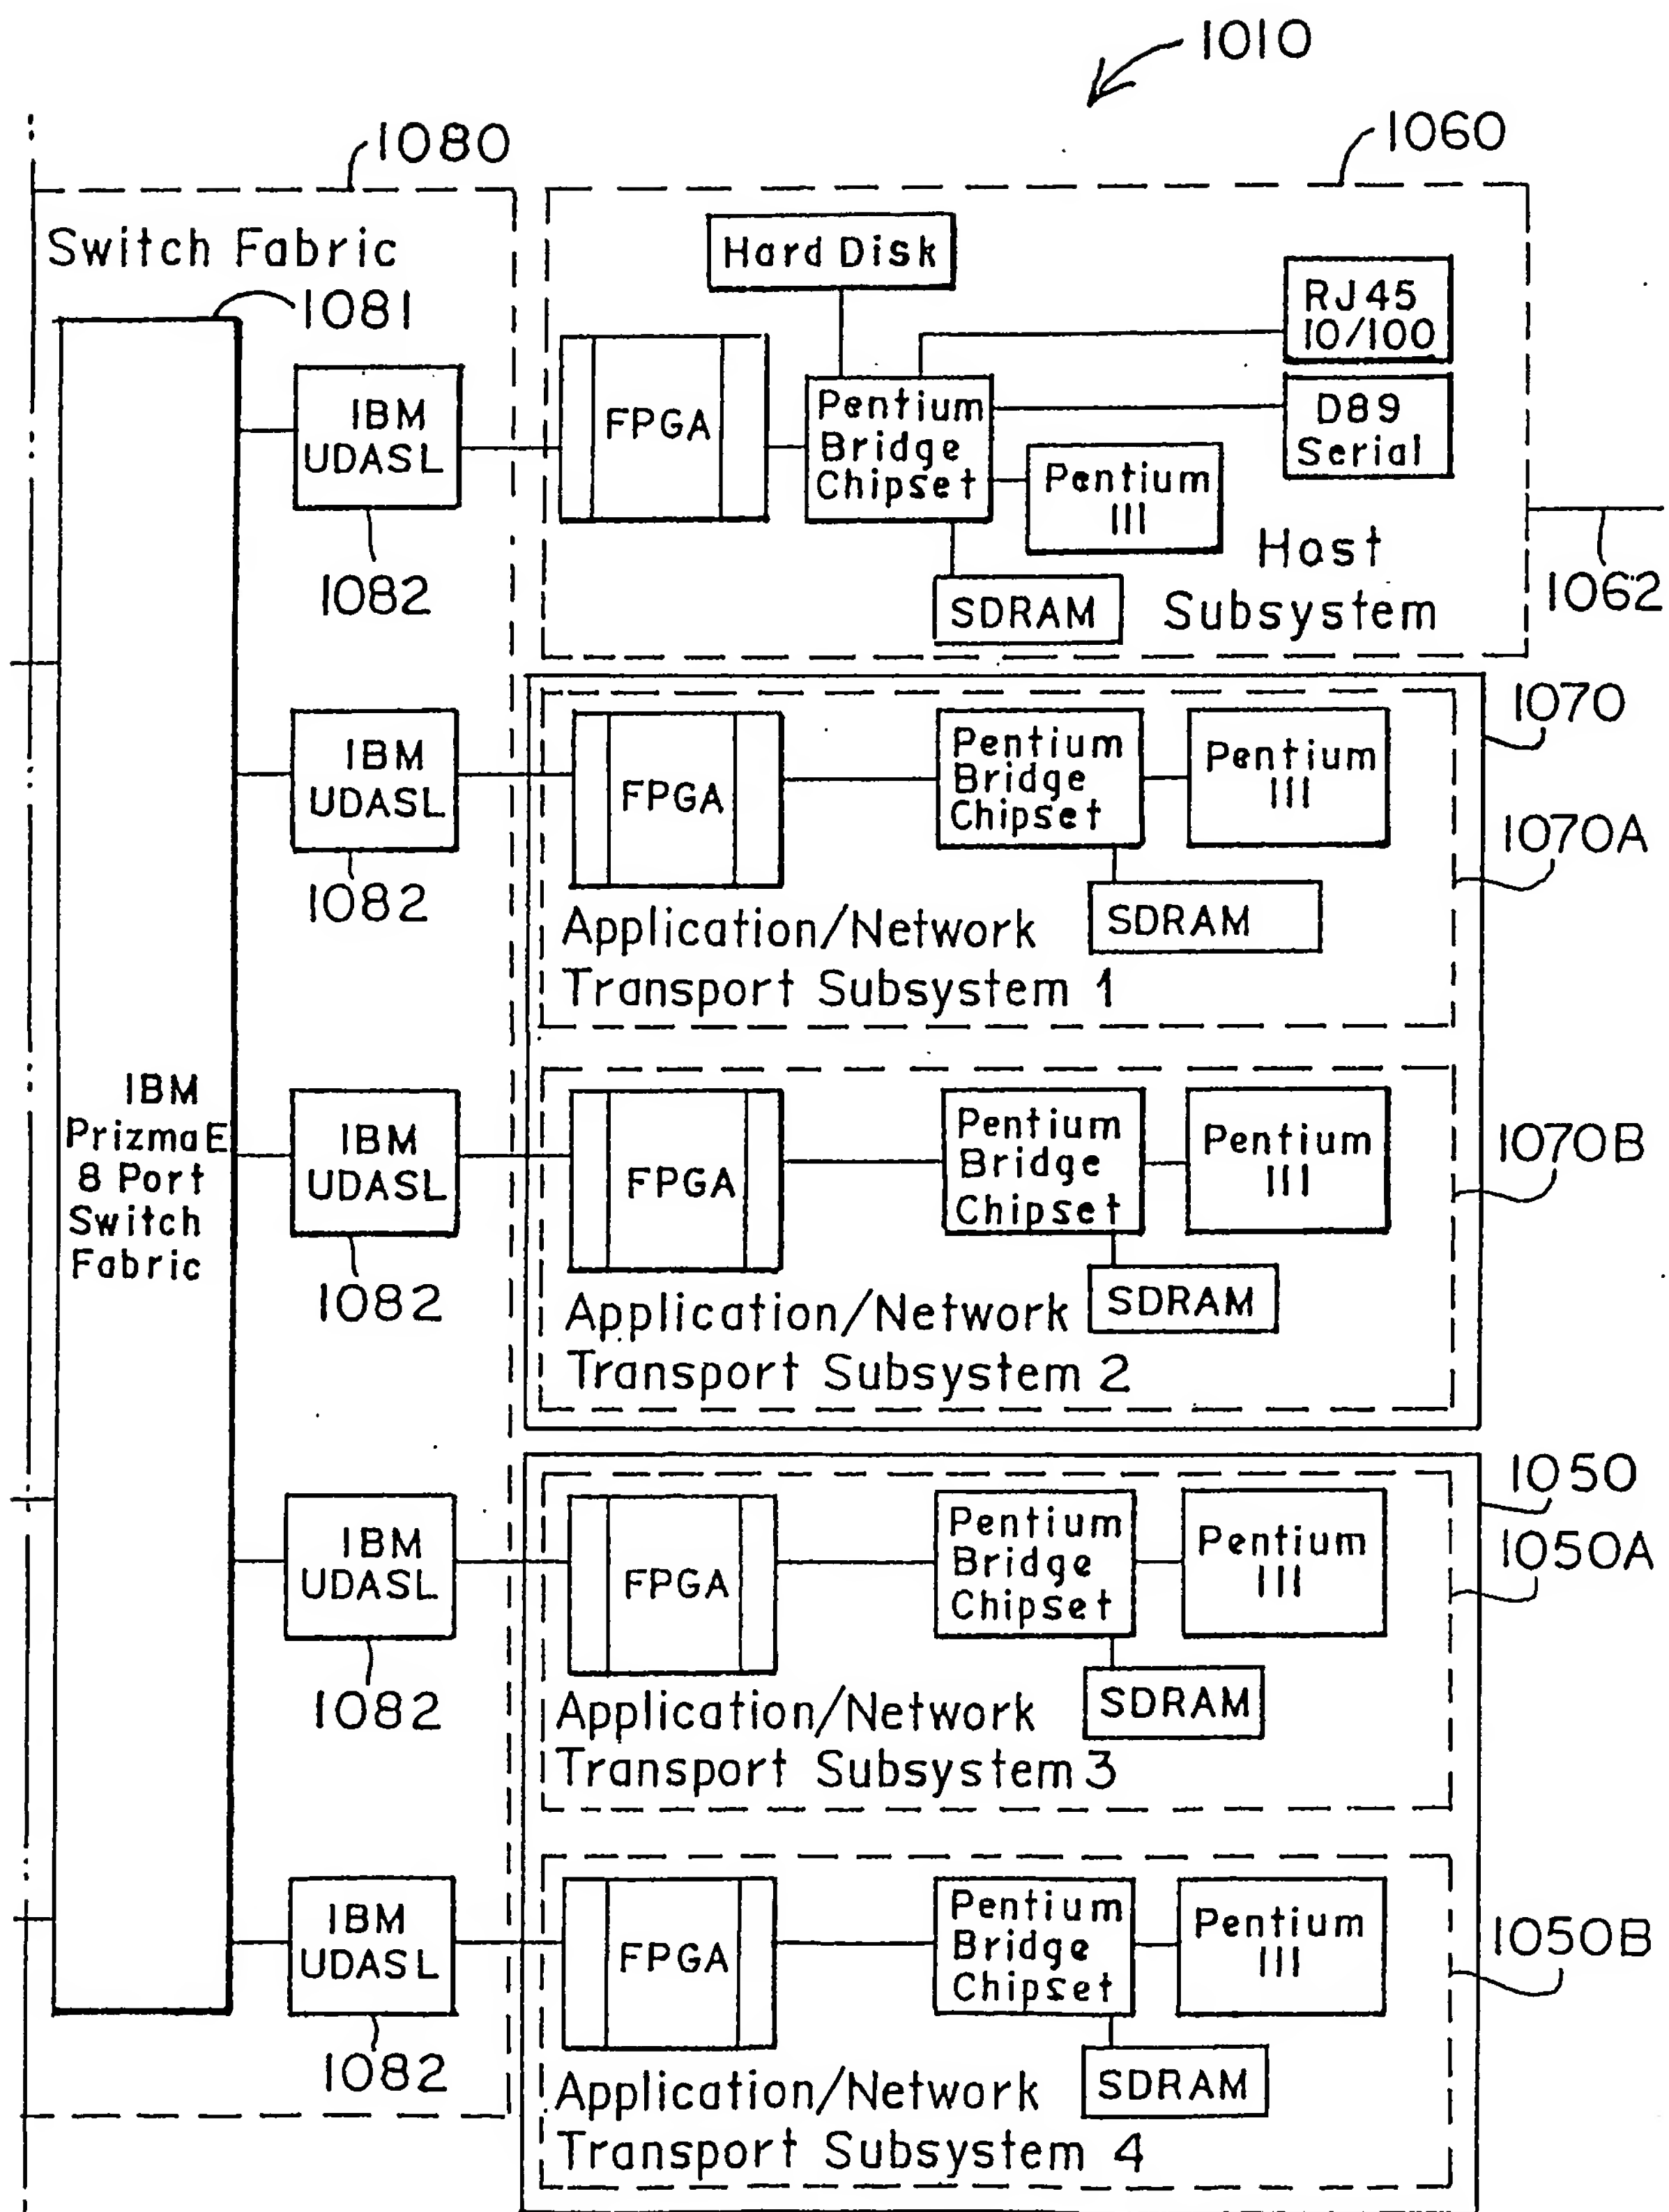 1010
1080
1060
Switch Fabric
1081
Hard Disk
RJ45
10/100
IBM
UDASL
FPGA
Pentium
Bridge
Chipset
D89
Serial
Pentium
III
Host
Subsystem
1082
SDRAM
1062
1070
IBM
UDASL
FPGA
Pentium
Bridge
Chipset
Pentium
III
1070A
1082
SDRAM
Application/Network
Transport Subsystem 1
IBM
PrizmaE
8 Port
Switch
Fabric
IBM
UDASL
FPGA
Pentium
Bridge
Chipset
Pentium
III
1070B
1082
SDRAM
Application/Network
Transport Subsystem 2
1050
IBM
UDASL
FPGA
Pentium
Bridge
Chipset
Pentium
III
1050A
1082
SDRAM
Application/Network
Transport Subsystem 3
IBM
UDASL
FPGA
Pentium
Bridge
Chipset
Pentium
III
1050B
1082
SDRAM
Application/Network
Transport Subsystem 4